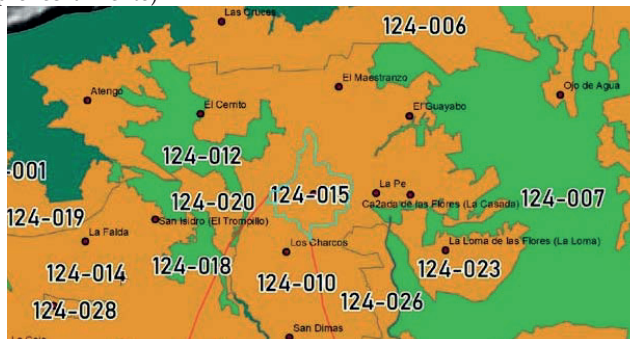 Las Cruces
124-006
El Maestranzo
Ojo de Agua
Atengo
El Cerrito
El Guayabo
124-012
-001
La Pe
124-020
124-015
124-007
Ca2ada de las Flores (La Casada)
124-019
San Isidro (El Trompillo)
La Falda
Los Charcos
La Loma de las Flores (La Loma)
124-014
124-018
124-010
124-023
124-026
124-028
San Dimas